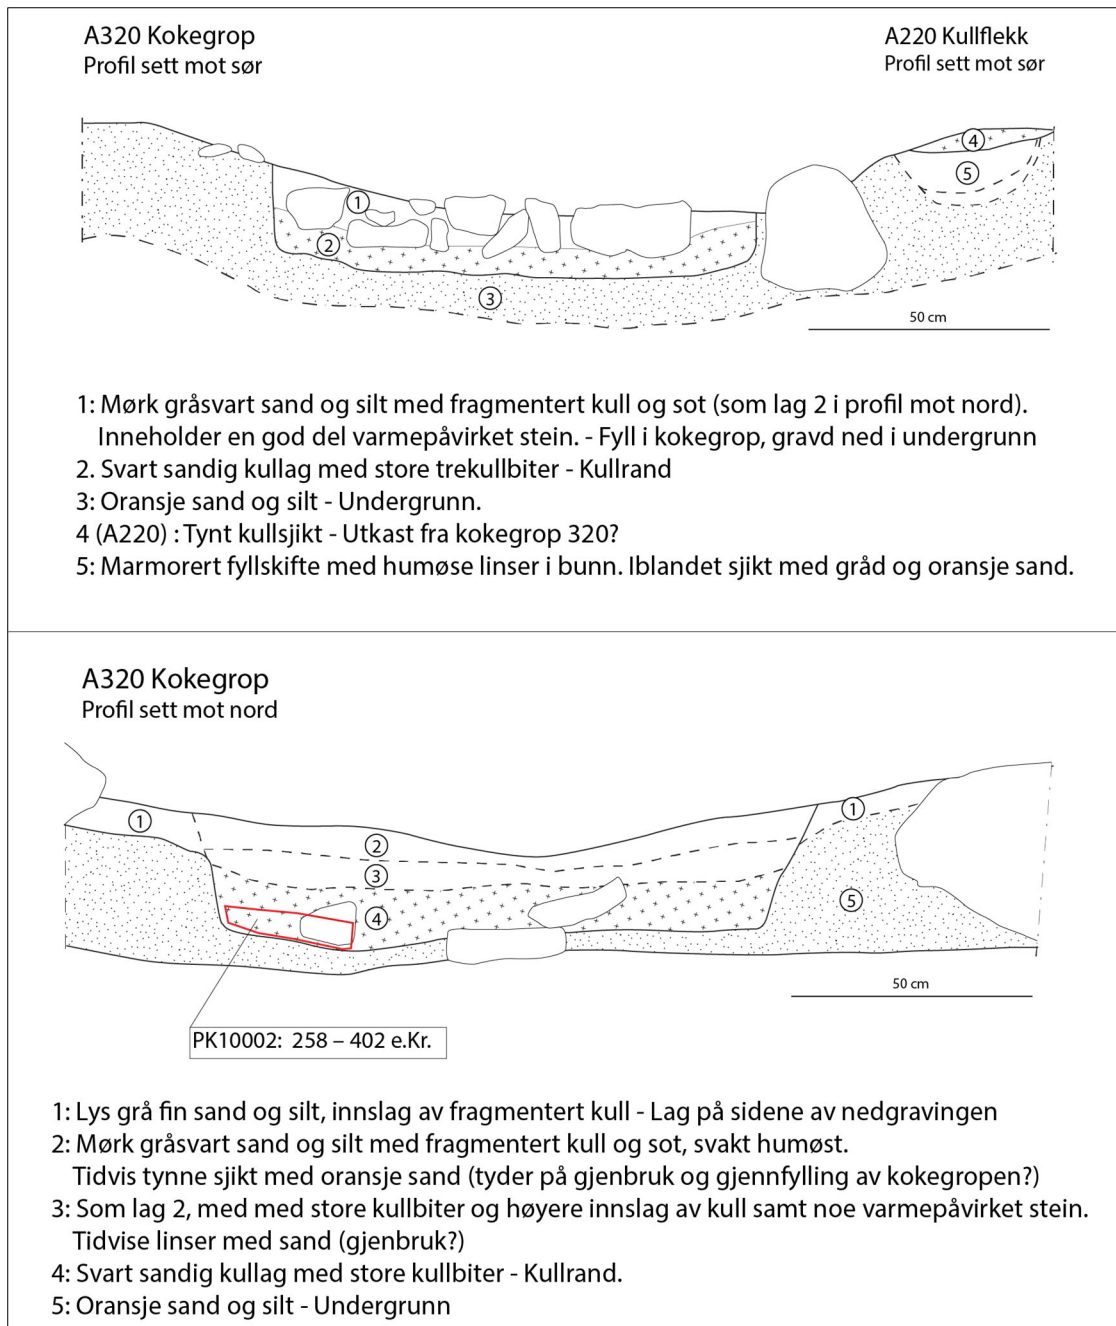 A320 Kokegrop
Profil sett mot sør
A220 Kullflekk
Profil sett mot sør
4
5
1
2
3
50 cm
1: Mørk gråsvart sand og silt med fragmentert kull og sot (som lag 2 i profil mot nord).
Inneholder en god del varmepåvirket stein. - Fyll i kokegrop, gravd ned i undergrunn
2. Svart sandig kullag med store trekullbiter - Kullrand
3: Oransje sand og silt - Undergrunn.
4 (A220) : Tynt kullsjikt - Utkast fra kokegrop 320?
5: Marmorert fyllskifte med humøse linser i bunn. Iblandet sjikt med gråd og oransje sand.
A320 Kokegrop
Profil sett mot nord
1
1
2
3
4
5
50 cm
PK10002: 258 – 402 e.Kr.
1: Lys grå fin sand og silt, innslag av fragmentert kull - Lag på sidene av nedgravingen
2: Mørk gråsvart sand og silt med fragmentert kull og sot, svakt humøst.
Tidvis tynne sjikt med oransje sand (tyder på gjenbruk og gjennfylling av kokegropen?)
3: Som lag 2, med med store kullbiter og høyere innslag av kull samt noe varmepåvirket stein.
Tidvise linser med sand (gjenbruk?)
4: Svart sandig kullag med store kullbiter - Kullrand.
5: Oransje sand og silt - Undergrunn